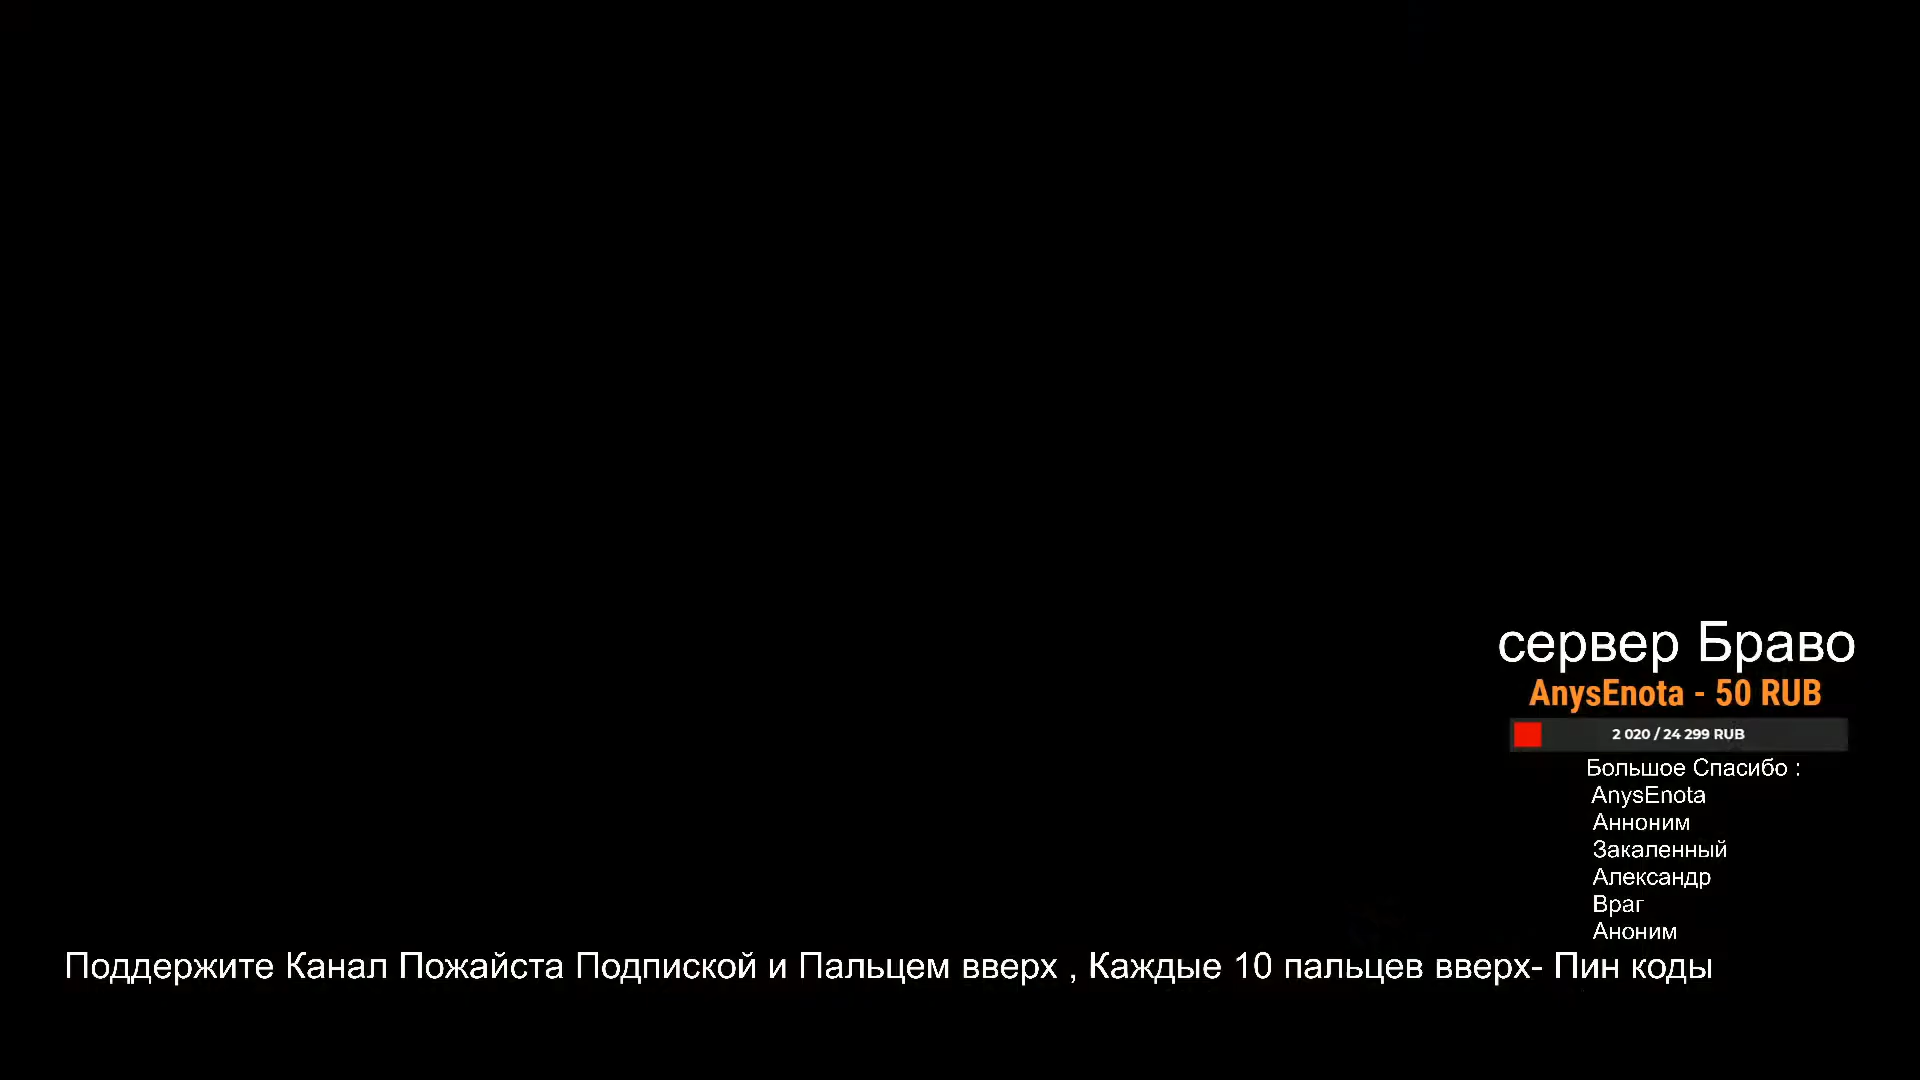 сервер Браво
AnysEnota - 50 RUB
2 020 / 24 299 RUB
Большое Спасибо :
AnysEnota
Анноним
Закаленный
Александр
Враг
Аноним
Поддержите Канал Пожайста Подпиской и Пальцем вверх , Каждые 10 пальцев вверх- Пин коды